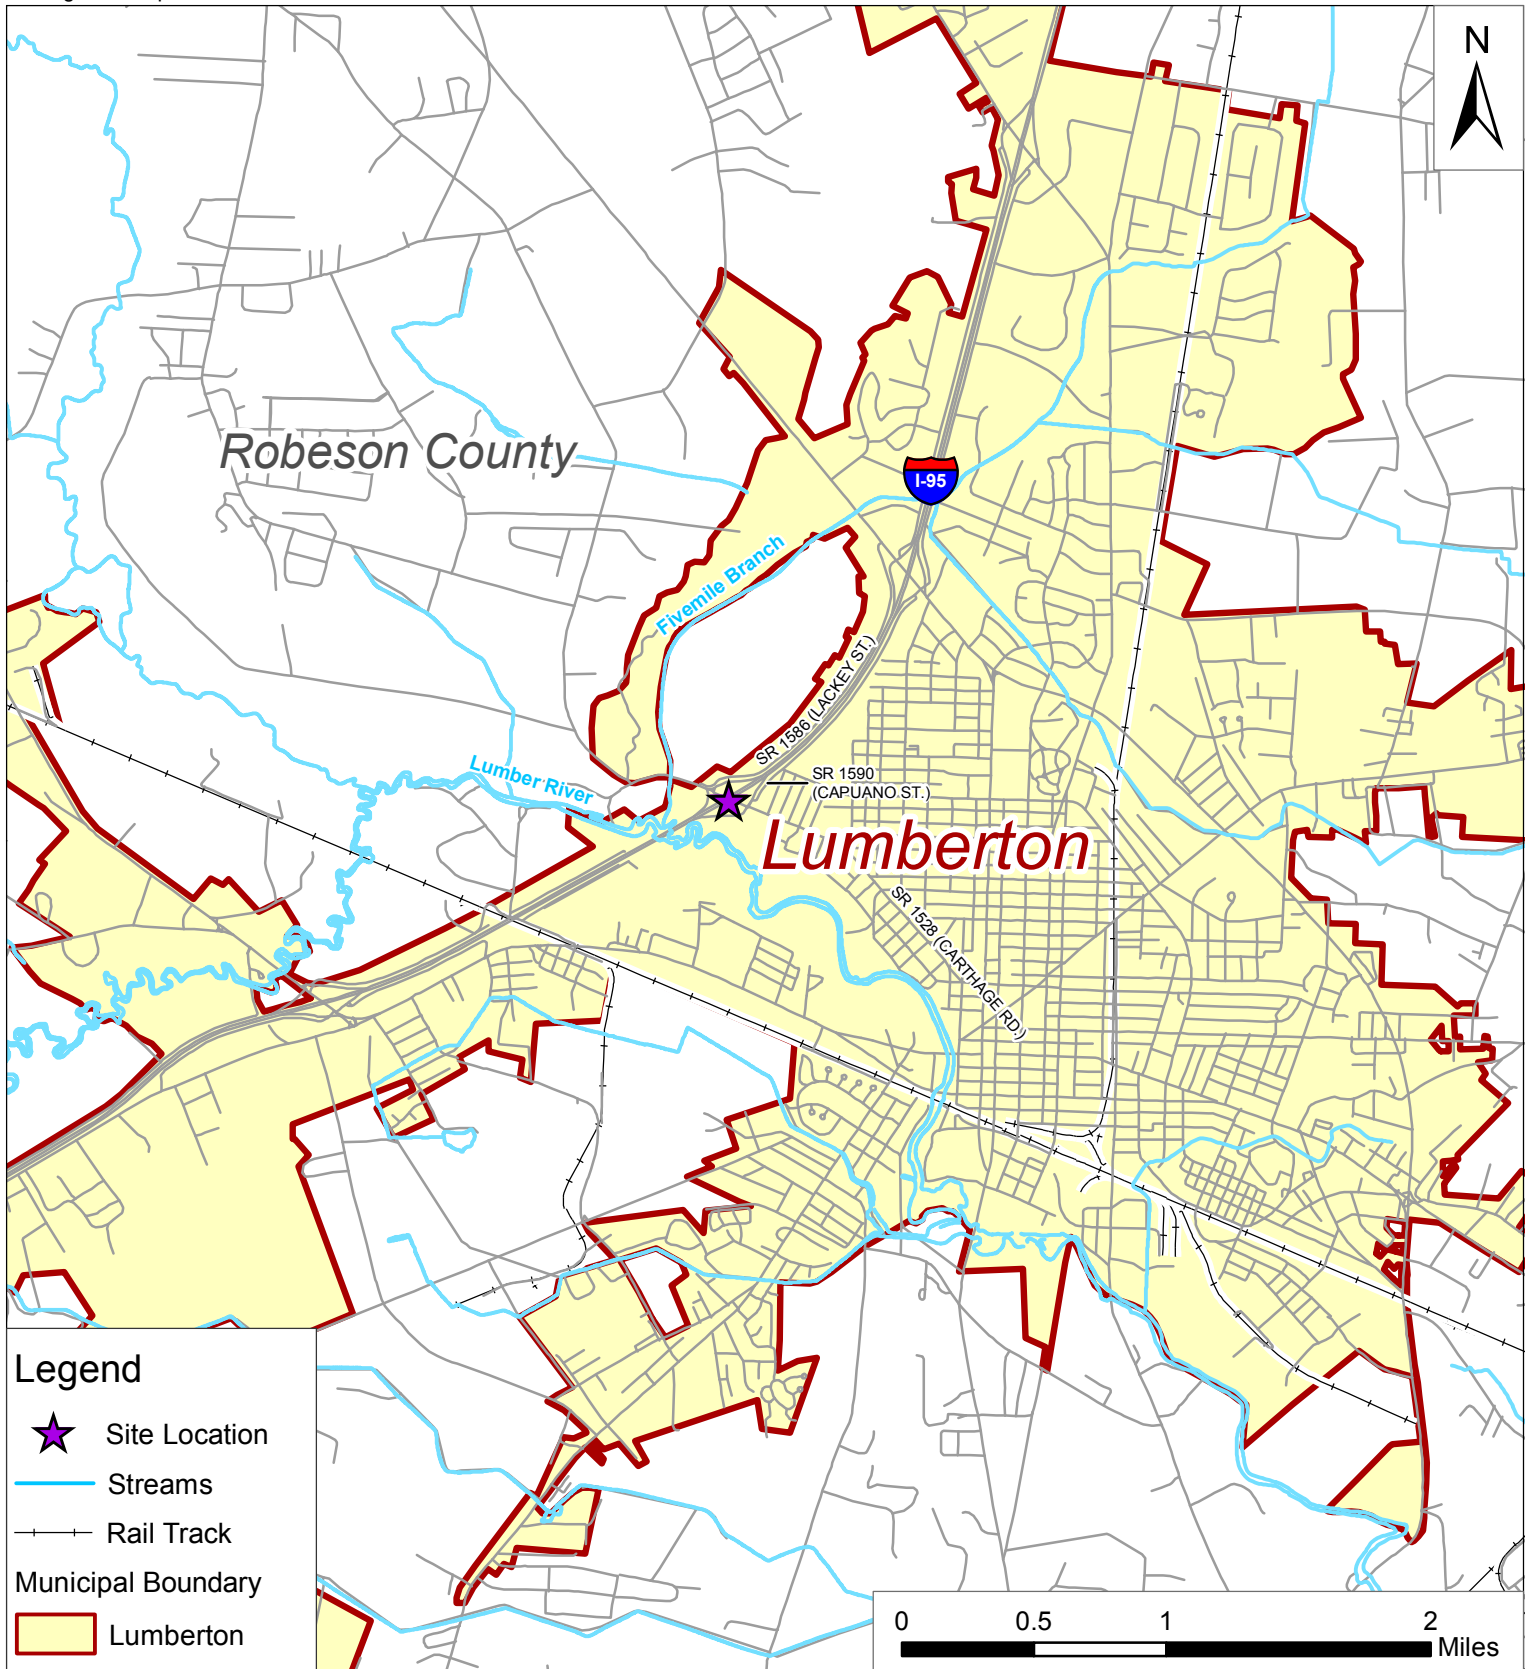 N
Robeson County
I-95
Fivemile Branch
SR 1586 (LACKEY ST.)
Lumber River
SR 1590
(CAPUANO ST.)
Lumberton
SR 1528 (CARTHAGE RD.)
Legend
Site Location
Streams
Rail Track
Municipal Boundary
Lumberton
0 0.5 1 2
Miles